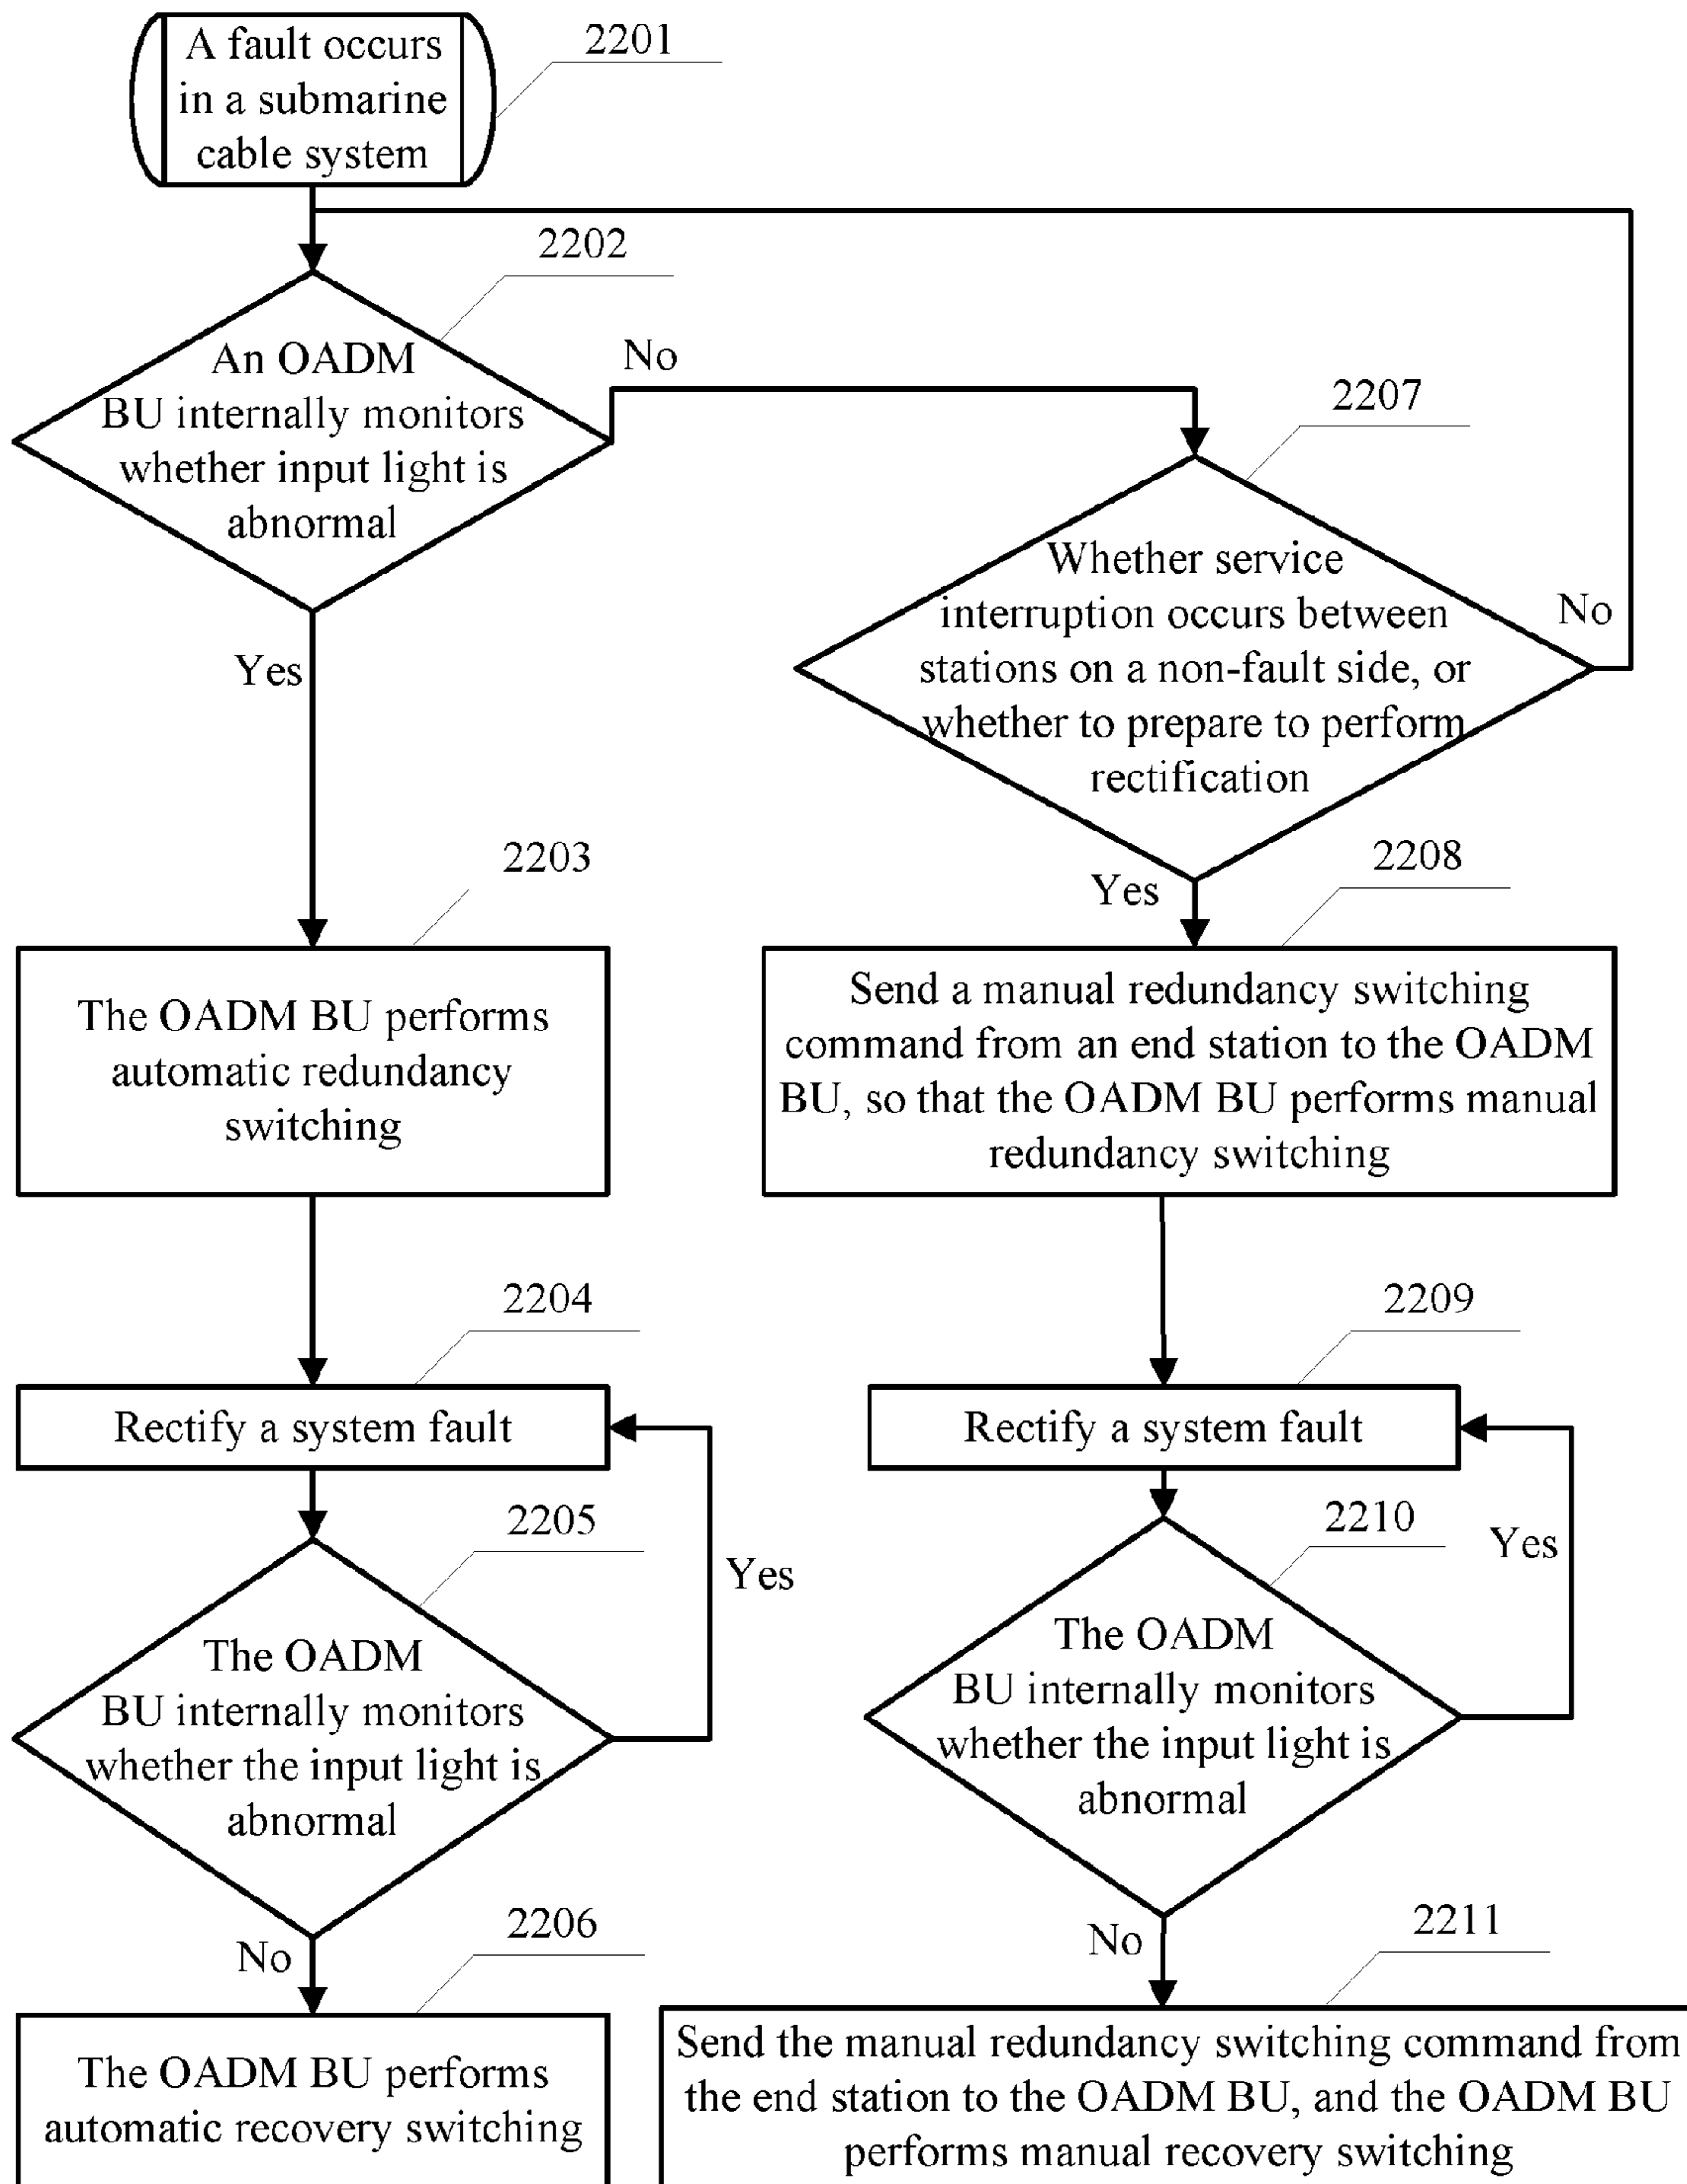 A fault occurs
in a submarine
cable system
2201
2202
An OADM
BU internally monitors
whether input light is
abnormal
No
Yes
2207
Whether service
interruption occurs between
stations on a non-fault side, or
whether to prepare to perform
rectification
No
Yes
2203
The OADM BU performs
automatic redundancy
switching
2208
Send a manual redundancy switching
command from an end station to the OADM
BU, so that the OADM BU performs manual
redundancy switching
2204
Rectify a system fault
2209
Rectify a system fault
2205
The OADM
BU internally monitors
whether the input light is
abnormal
Yes
No
2210
The OADM
BU internally monitors
whether the input light is
abnormal
Yes
No
2206
The OADM BU performs
automatic recovery switching
2211
Send the manual redundancy switching command from
the end station to the OADM BU, and the OADM BU
performs manual recovery switching